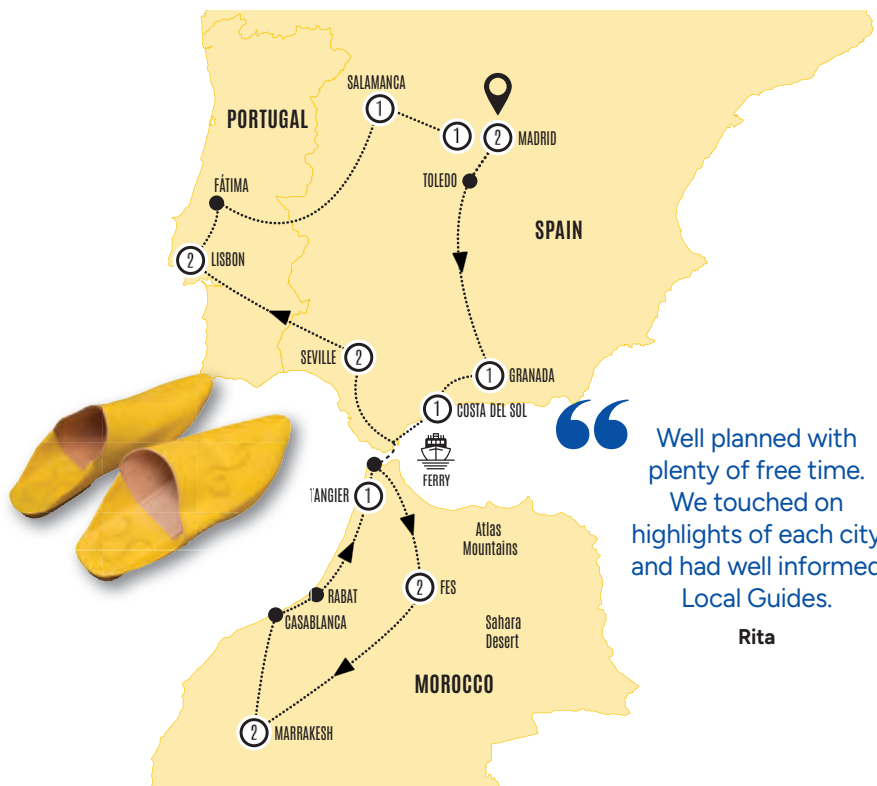 SALAMANCA
1
PORTUGAL
1
2
MADRID
FÁTIMA
TOLEDO
SPAIN
2
LISBON
SEVILLE
2
1
GRANADA
1
COSTA DEL SOL
FERRY
TANGIER
1
Atlas
Mountains
2
FES
RABAT
CASABLANCA
Sahara
Desert
MOROCCO
2
MARRAKESH
“
Well planned with
plenty of free time.
We touched on
highlights of each city
and had well informed
Local Guides.
Rita